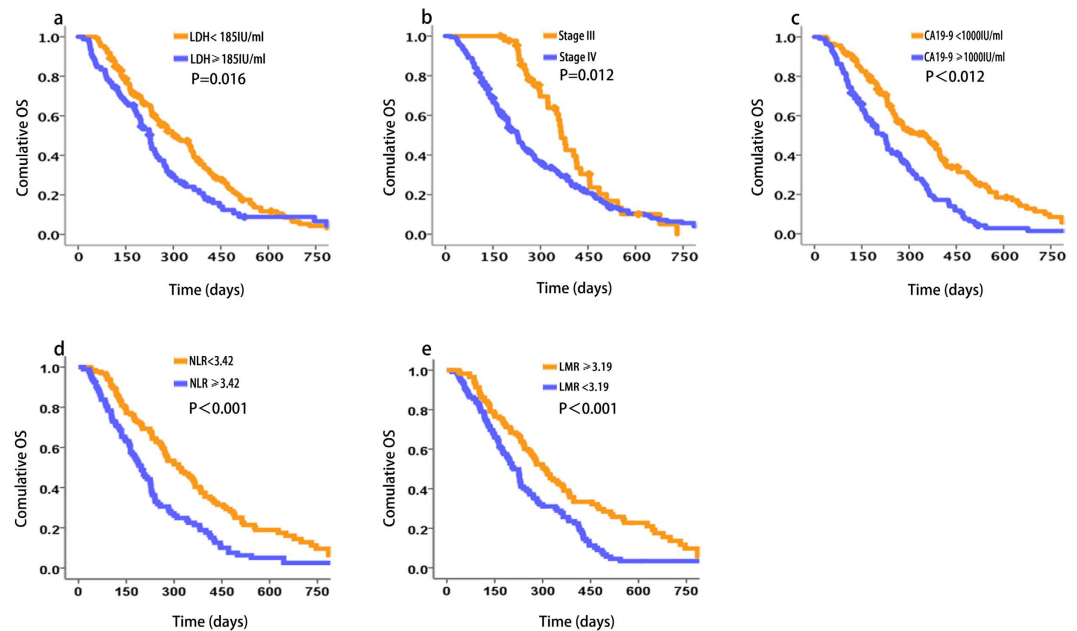 a
LDH< 185IU/ml
LDH≥ 185IU/ml
P=0.016
1.0
0.8
0.6
0.4
0.2
0.0
Comulative OS
0 150 300 450 600 750
Time (days)
b
Stage III
Stage IV
P=0.012
1.0
0.8
0.6
0.4
0.2
0.0
Comulative OS
0 150 300 450 600 750
Time (days)
c
CA19-9 <1000IU/ml
CA19-9 ≥1000IU/ml
P<0.012
1.0
0.8
0.6
0.4
0.2
0.0
Comulative OS
0 150 300 450 600 750
Time (days)
d
NLR<3.42
NLR ≥3.42
P<0.001
1.0
0.8
0.6
0.4
0.2
0.0
Comulative OS
0 150 300 450 600 750
Time (days)
e
LMR ≥3.19
LMR <3.19
P<0.001
1.0
0.8
0.6
0.4
0.2
0.0
Comulative OS
0 150 300 450 600 750
Time (days)